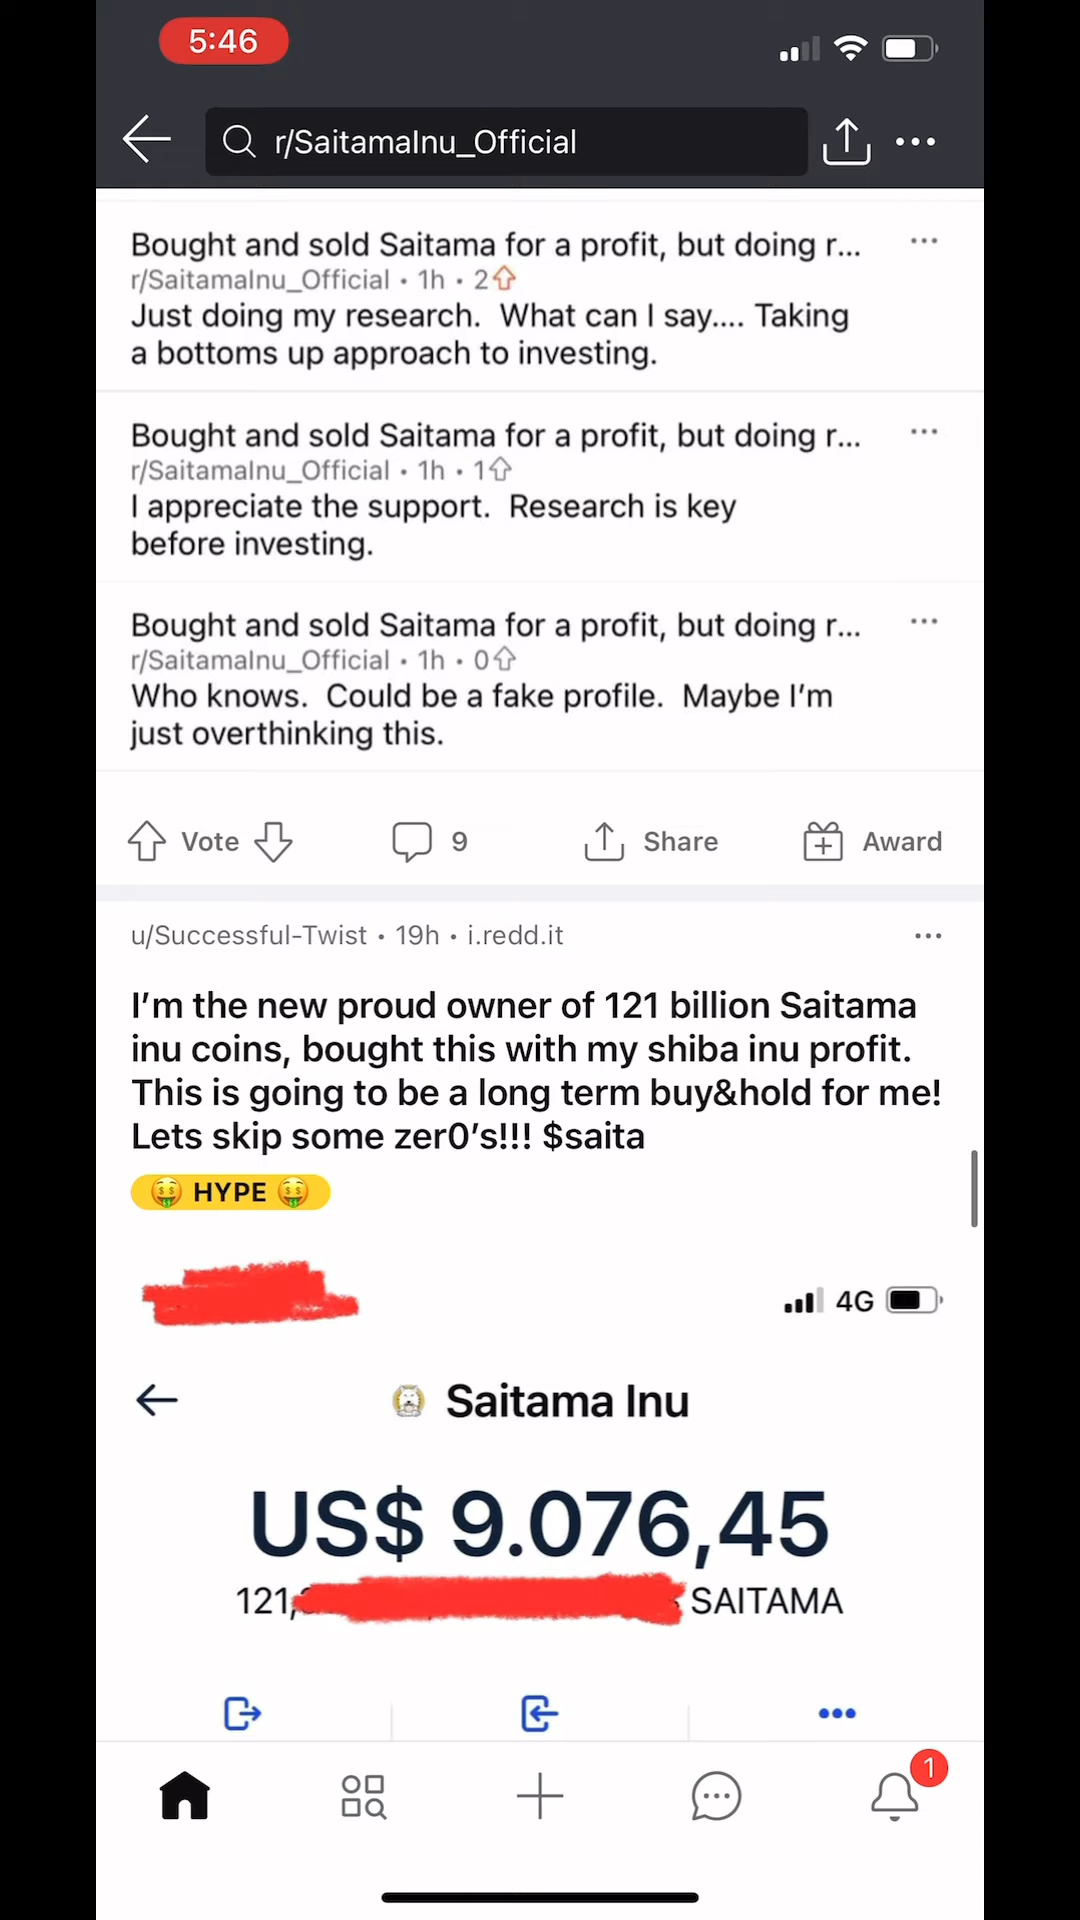 5:46
r/SaitamaInu_Official
Bought and sold Saitama for a profit, but doing r...
r/SaitamaInu_Official • 1h • 2
Just doing my research.  What can I say.... Taking
a bottoms up approach to investing.
Bought and sold Saitama for a profit, but doing r...
r/SaitamaInu_Official • 1h • 1
I appreciate the support.  Research is key
before investing.
Bought and sold Saitama for a profit, but doing r...
r/SaitamaInu_Official • 1h • 0
Who knows.  Could be a fake profile.  Maybe I'm
just overthinking this.
Vote 9 Share Award
u/Successful-Twist • 19h • i.redd.it
I'm the new proud owner of 121 billion Saitama
inu coins, bought this with my shiba inu profit.
This is going to be a long term buy&hold for me!
Lets skip some zer0's!!! $saita
🤑 HYPE 🤑
4G
Saitama Inu
US$ 9.076,45
121, SAITAMA
1